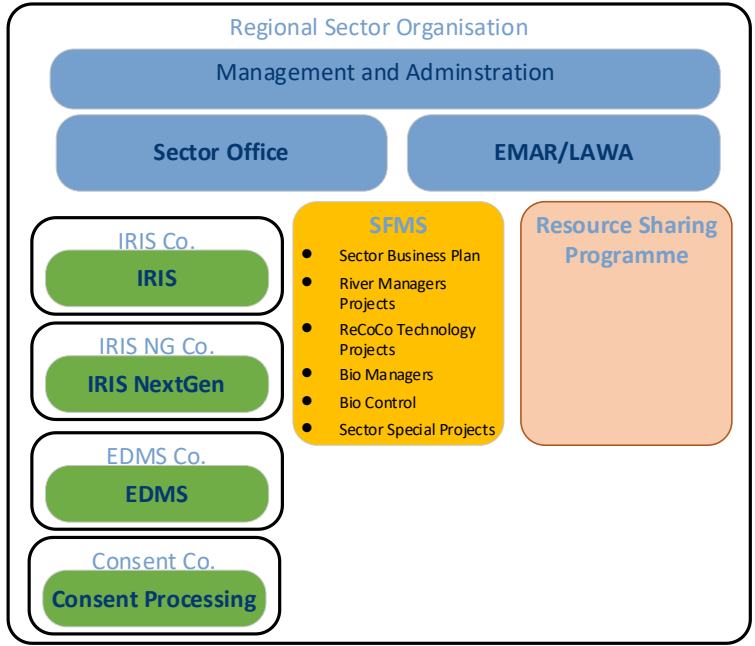 Regional Sector Organisation
Management and Adminstration
Sector Office
EMAR/LAWA
IRIS Co.
IRIS
IRIS NG Co.
IRIS NextGen
EDMS Co.
EDMS
Consent Co.
Consent Processing
SFMS
● Sector Business Plan
● River Managers
Projects
● ReCoCo Technology
Projects
● Bio Managers
● Bio Control
● Sector Special Projects
Resource Sharing
Programme